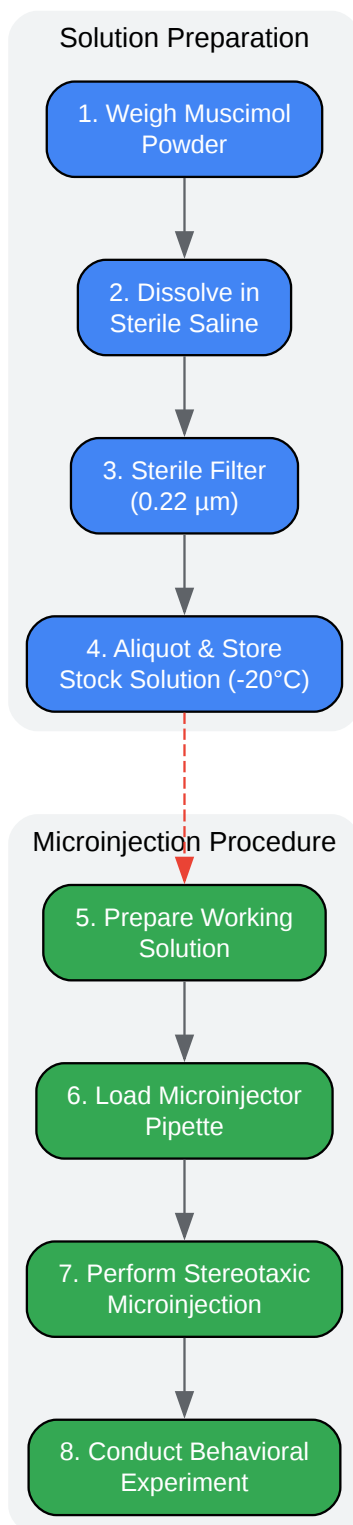 Solution Preparation
1. Weigh Muscimol
Powder
2. Dissolve in
Sterile Saline
3. Sterile Filter
(0.22 µm)
4. Aliquot & Store
Stock Solution (-20°C)
Microinjection Procedure
5. Prepare Working
Solution
6. Load Microinjector
Pipette
7. Perform Stereotaxic
Microinjection
8. Conduct Behavioral
Experiment